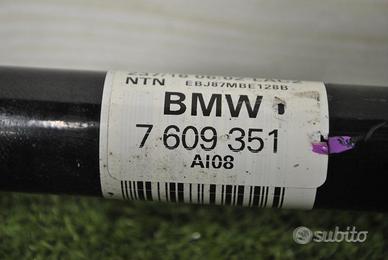 NTN EBJ87MBE128B
BMW
7 609 351
AI08
subito